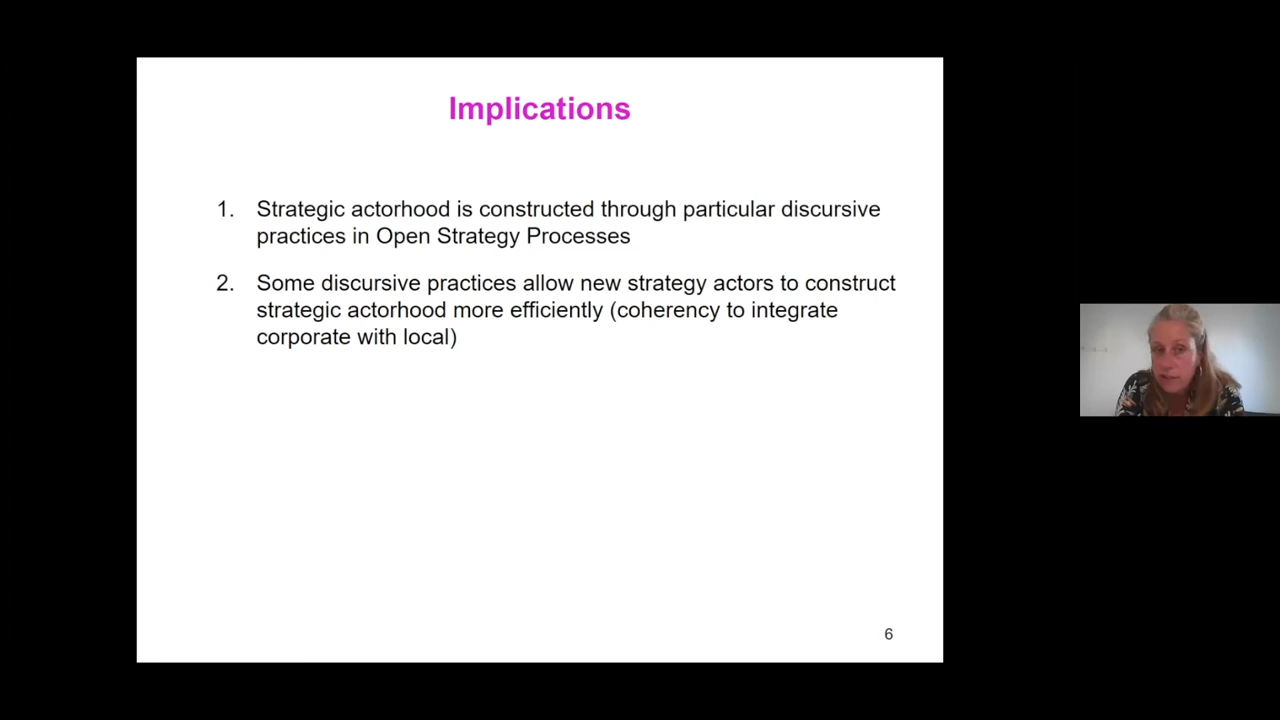 Implications
1. Strategic actorhood is constructed through particular discursive
practices in Open Strategy Processes
2. Some discursive practices allow new strategy actors to construct
strategic actorhood more efficiently (coherency to integrate
corporate with local)
6